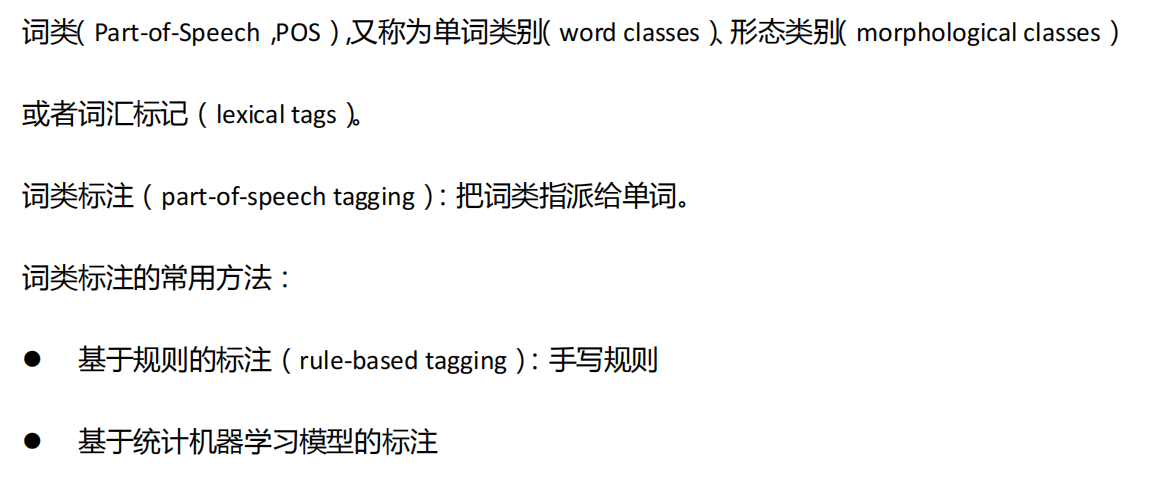 词类( Part-of-Speech ,POS ),又称为单词类别( word classes )、形态类别( morphological classes )
或者词汇标记 ( lexical tags )。
词类标注 ( part-of-speech tagging ) : 把词类指派给单词。
词类标注的常用方法 :
● 基于规则的标注 ( rule-based tagging ) : 手写规则
● 基于统计机器学习模型的标注